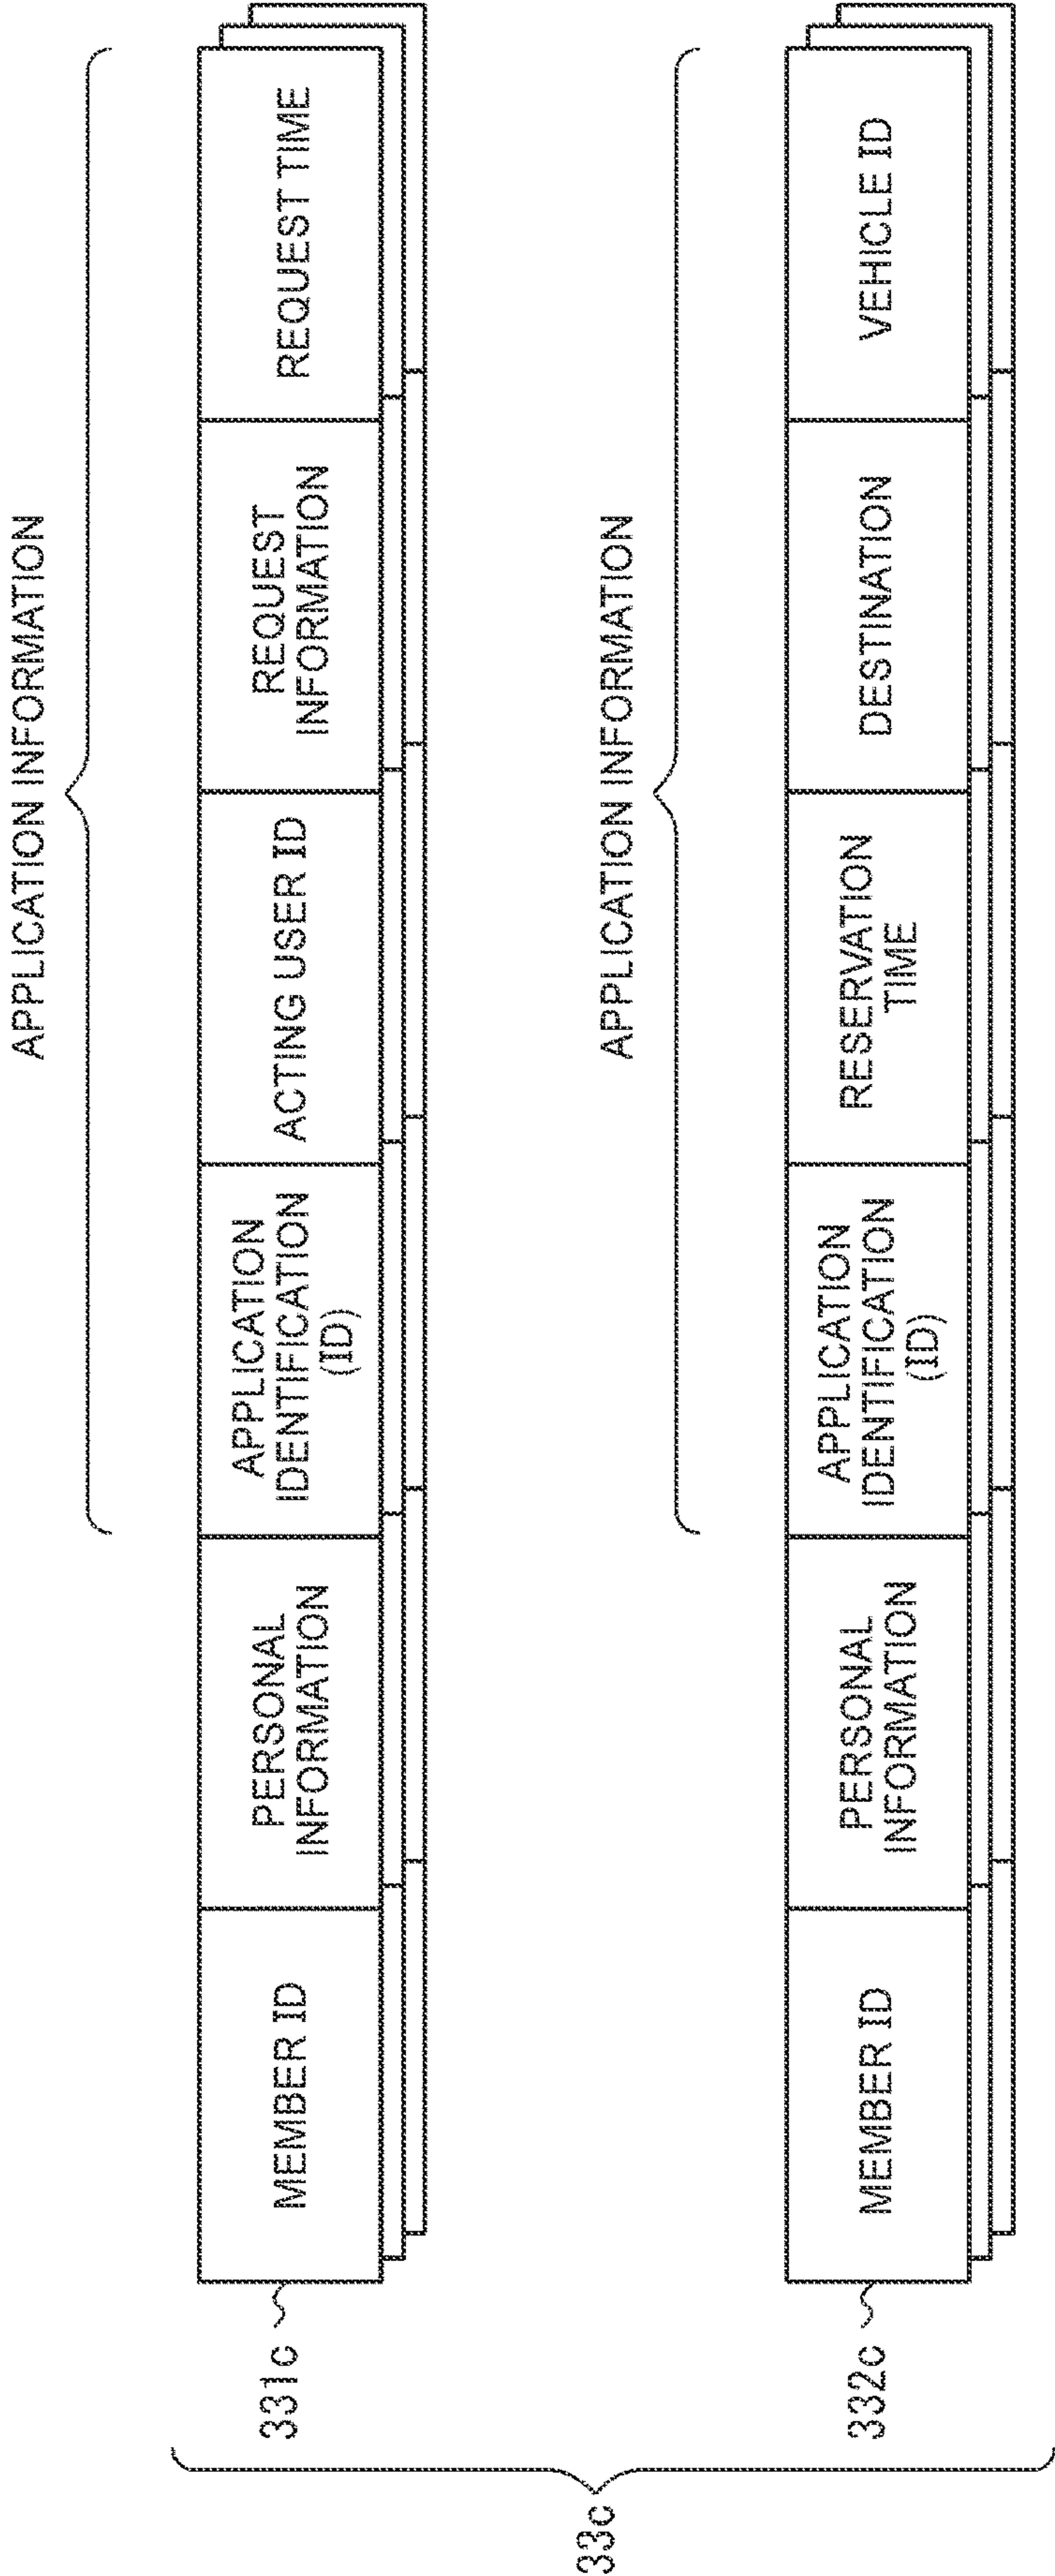 APPLICATION INFORMATION
331c
MEMBER ID
PERSONAL
INFORMATION
APPLICATION
IDENTIFICATION
(ID)
ACTING USER ID
REQUEST
INFORMATION
REQUEST TIME
33c
APPLICATION INFORMATION
332c
MEMBER ID
PERSONAL
INFORMATION
APPLICATION
IDENTIFICATION
(ID)
RESERVATION
TIME
DESTINATION
VEHICLE ID